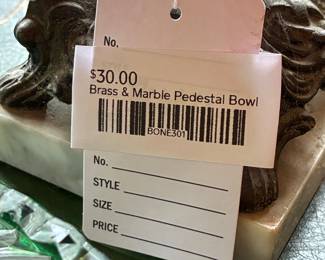 No.
$30.00
Brass & Marble Pedestal Bowl
BONE301
No.
STYLE
SIZE
PRICE